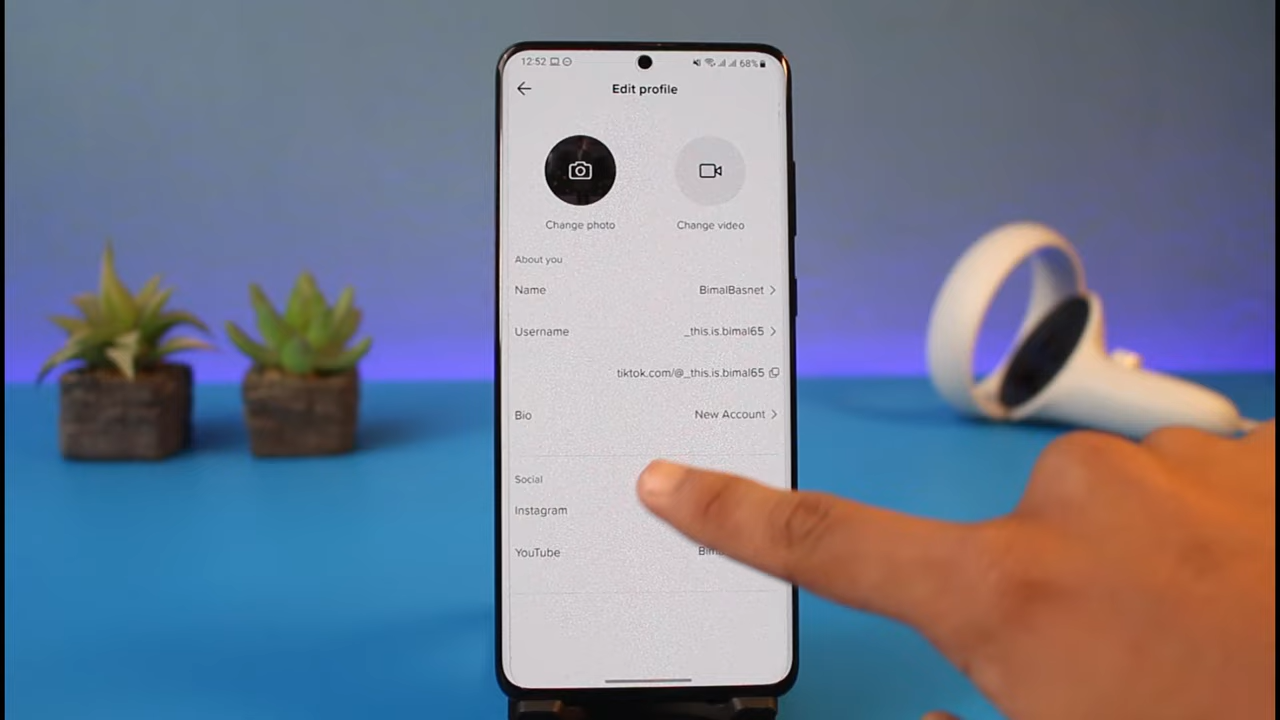 12:52 68%
Edit profile
Change photo Change video
About you
Name BimalBasnet
Username _this.is.bimal65
tiktok.com/@_this.is.bimal65
Bio New Account
Social
Instagram
YouTube